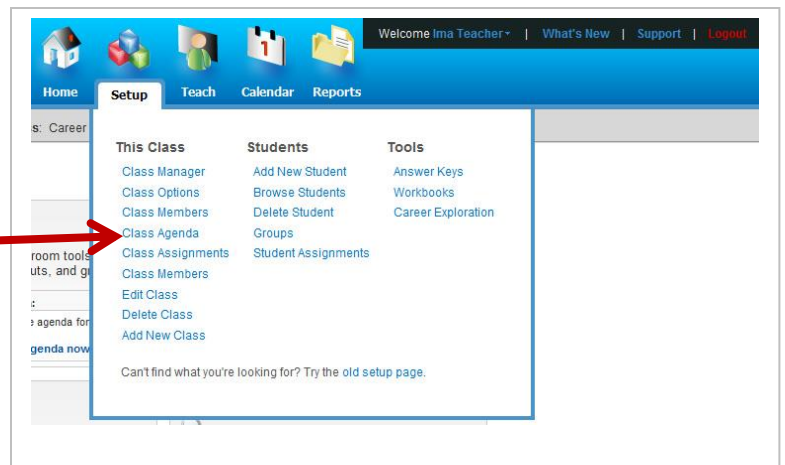 Welcome Ima Teacher | What's New | Support | Logout
1
Home Setup Teach Calendar Reports
s: Career
This Class Students Tools
Class Manager Add New Student Answer Keys
Class Options Browse Students Workbooks
Class Members Delete Student Career Exploration
Class Agenda Groups
room tools Class Assignments Student Assignments
uts, and g
Class Members
Edit Class
e agenda for Delete Class
Add New Class
genda now
Can't find what you're looking for? Try the old setup page.